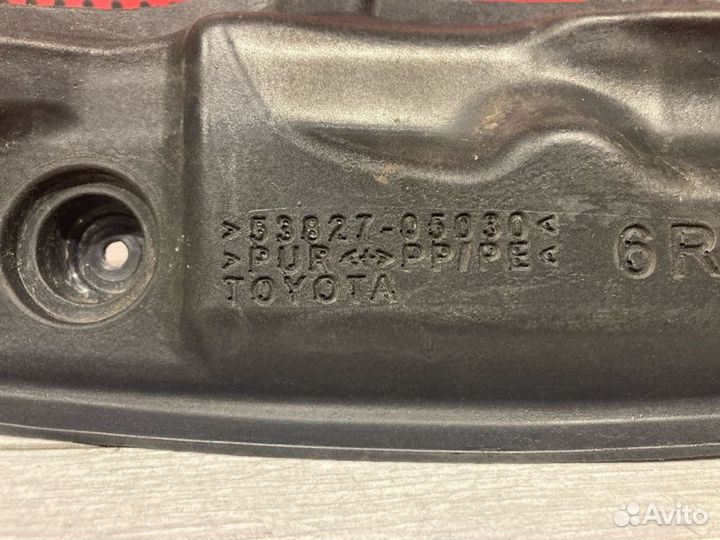 >53827-05030<
>PUR<+>PP/PE<
TOYOTA
6R
Avito